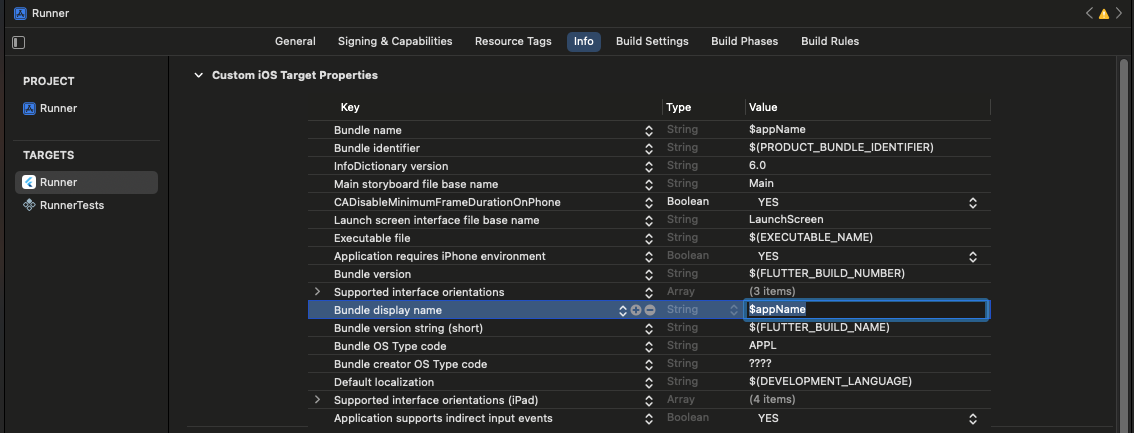 Runner
General Signing & Capabilities Resource Tags Info Build Settings Build Phases Build Rules
PROJECT
Runner
TARGETS
Runner
RunnerTests
Custom iOS Target Properties
Key Type Value
Bundle name String $appName
Bundle identifier String $(PRODUCT_BUNDLE_IDENTIFIER)
InfoDictionary version String 6.0
Main storyboard file base name String Main
CADisableMinimumFrameDurationOnPhone Boolean YES
Launch screen interface file base name String LaunchScreen
Executable file String $(EXECUTABLE_NAME)
Application requires iPhone environment Boolean YES
Bundle version String $(FLUTTER_BUILD_NUMBER)
Supported interface orientations Array (3 items)
Bundle display name String $appName
Bundle version string (short) String $(FLUTTER_BUILD_NAME)
Bundle OS Type code String APPL
Bundle creator OS Type code String ????
Default localization String $(DEVELOPMENT_LANGUAGE)
Supported interface orientations (iPad) Array (4 items)
Application supports indirect input events Boolean YES